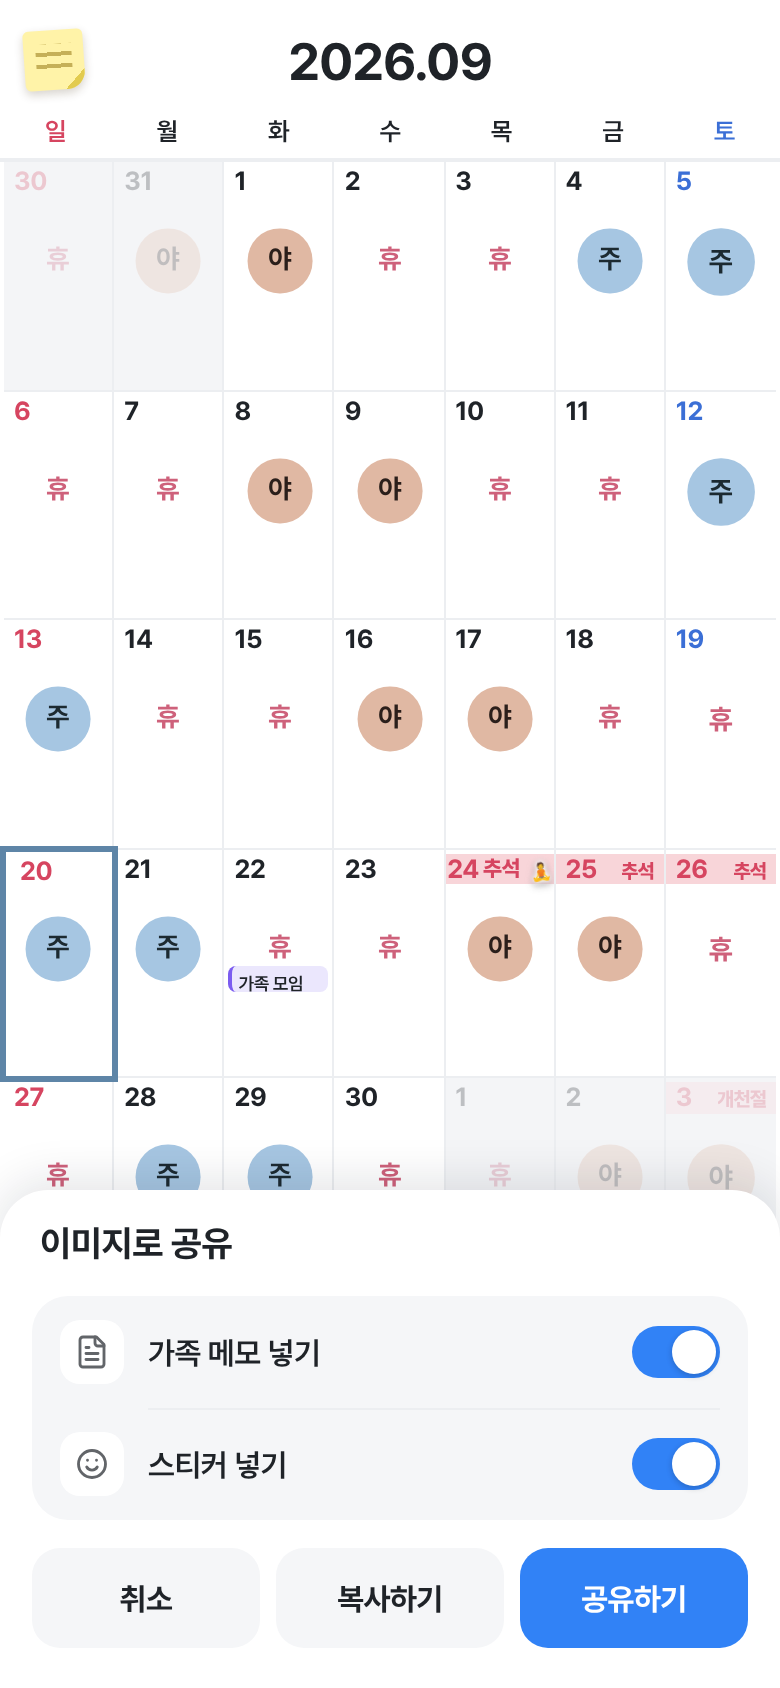 2026.09
일 월 화 수 목 금 토
30 31 1 2 3 4 5
휴 야 야 휴 휴 주 주
6 7 8 9 10 11 12
휴 휴 야 야 휴 휴 주
13 14 15 16 17 18 19
주 휴 휴 야 야 휴 휴
20 21 22 23 24 추석 25 추석 26 추석
주 주 휴 휴 야 야 휴
가족 모임
27 28 29 30 1 2 3 개천절
휴 주 주 휴 휴 야 야
이미지로 공유
가족 메모 넣기
스티커 넣기
취소 복사하기 공유하기